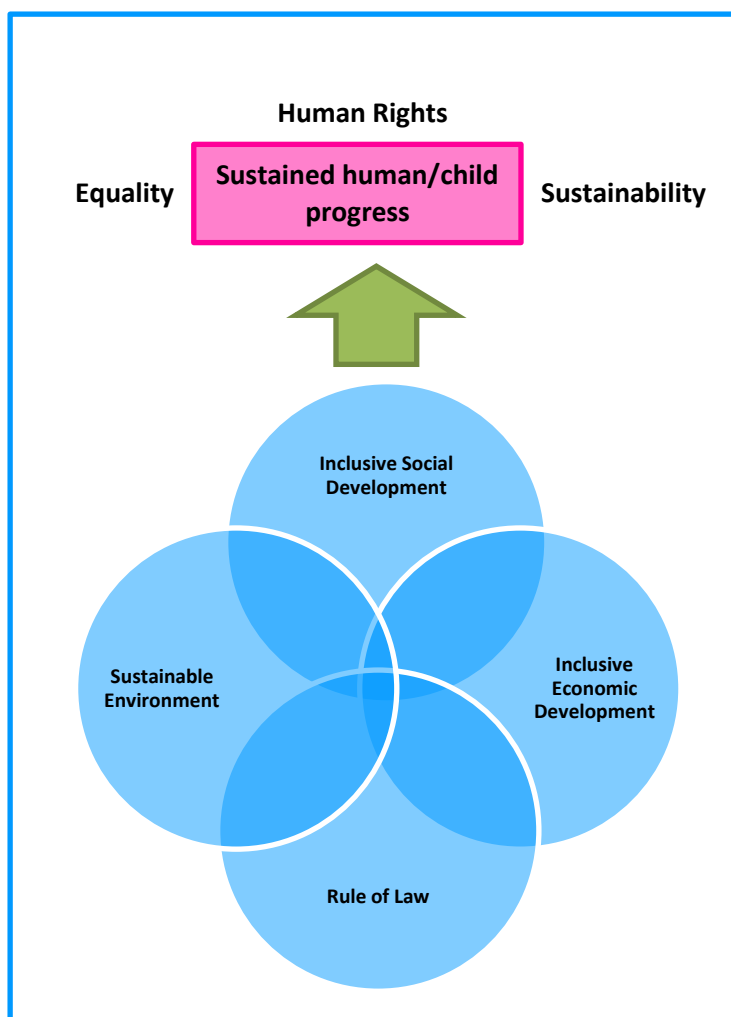 Human Rights
Equality
Sustained human/child
progress
Sustainability
Inclusive Social
Development
Sustainable
Environment
Inclusive
Economic
Development
Rule of Law